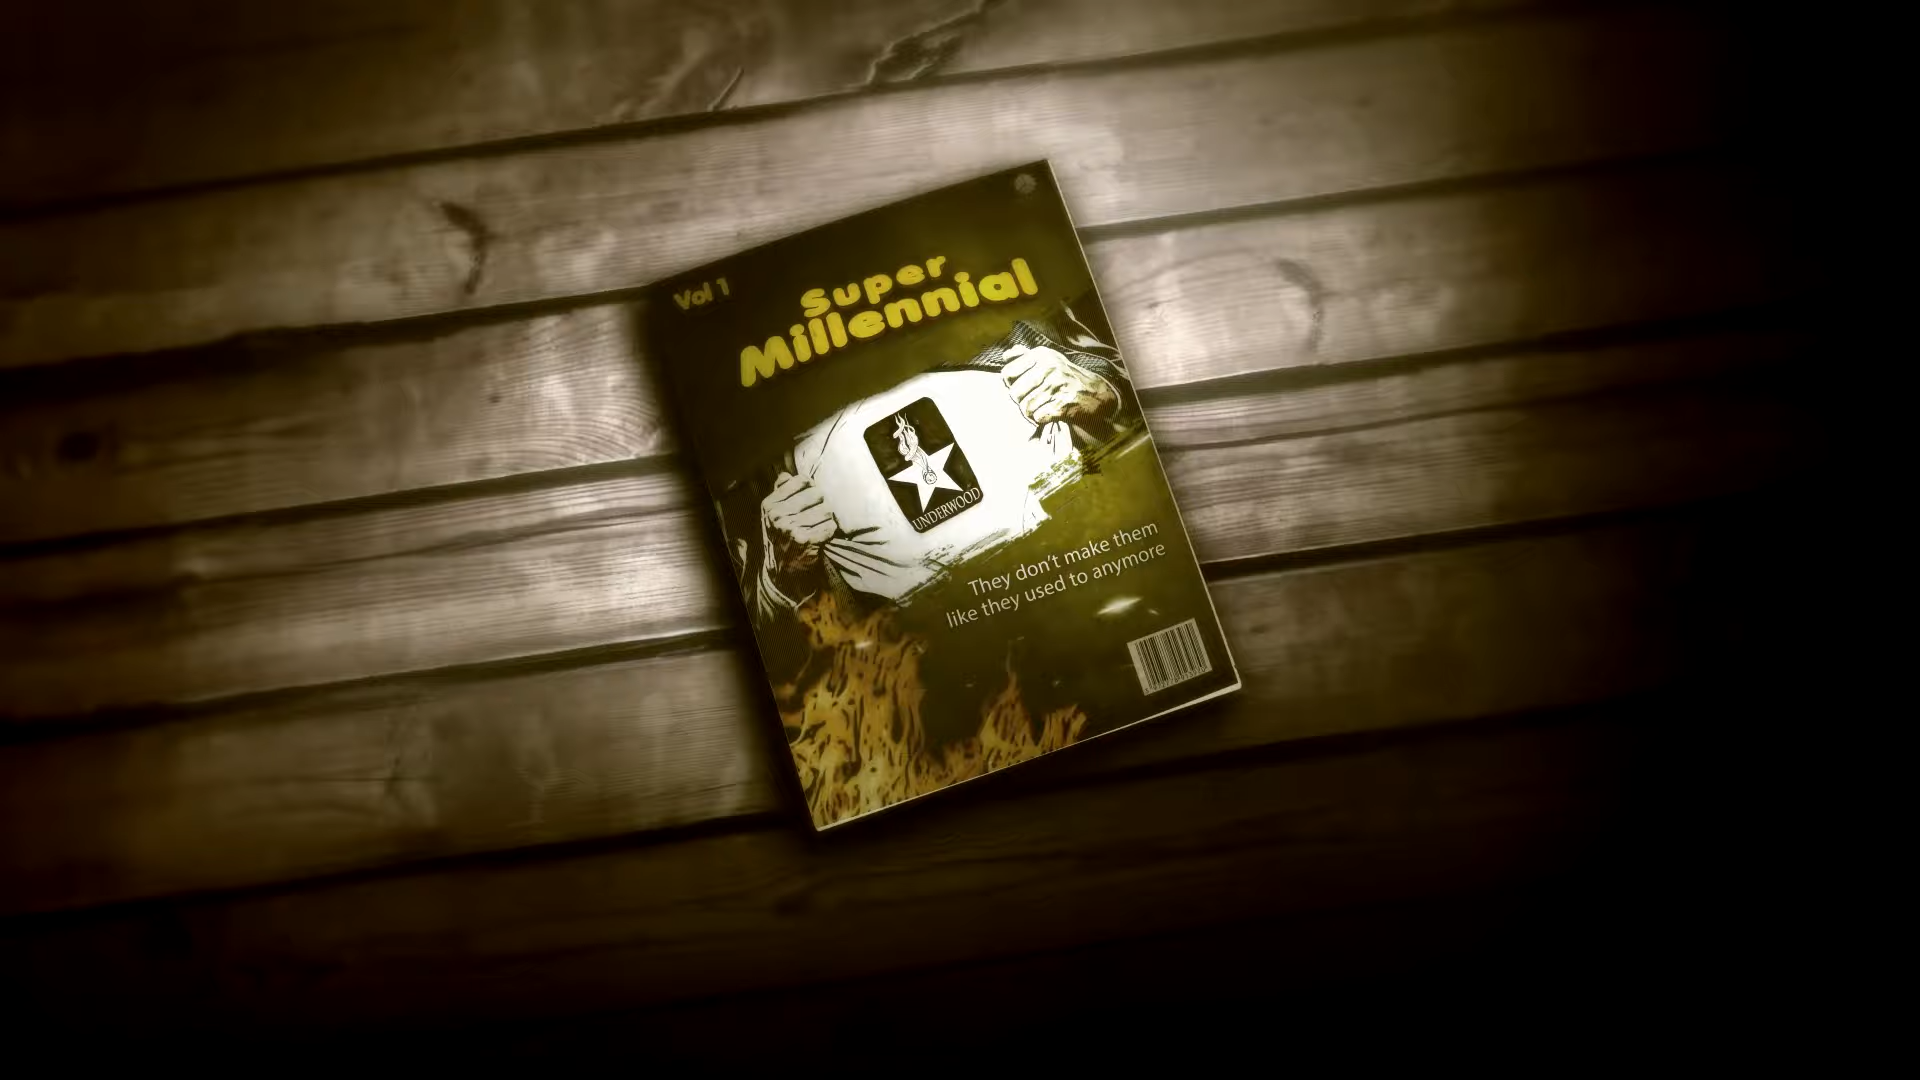 Vol 1
Super
Millennial
UNDERWOOD
They don't make them
like they used to anymore